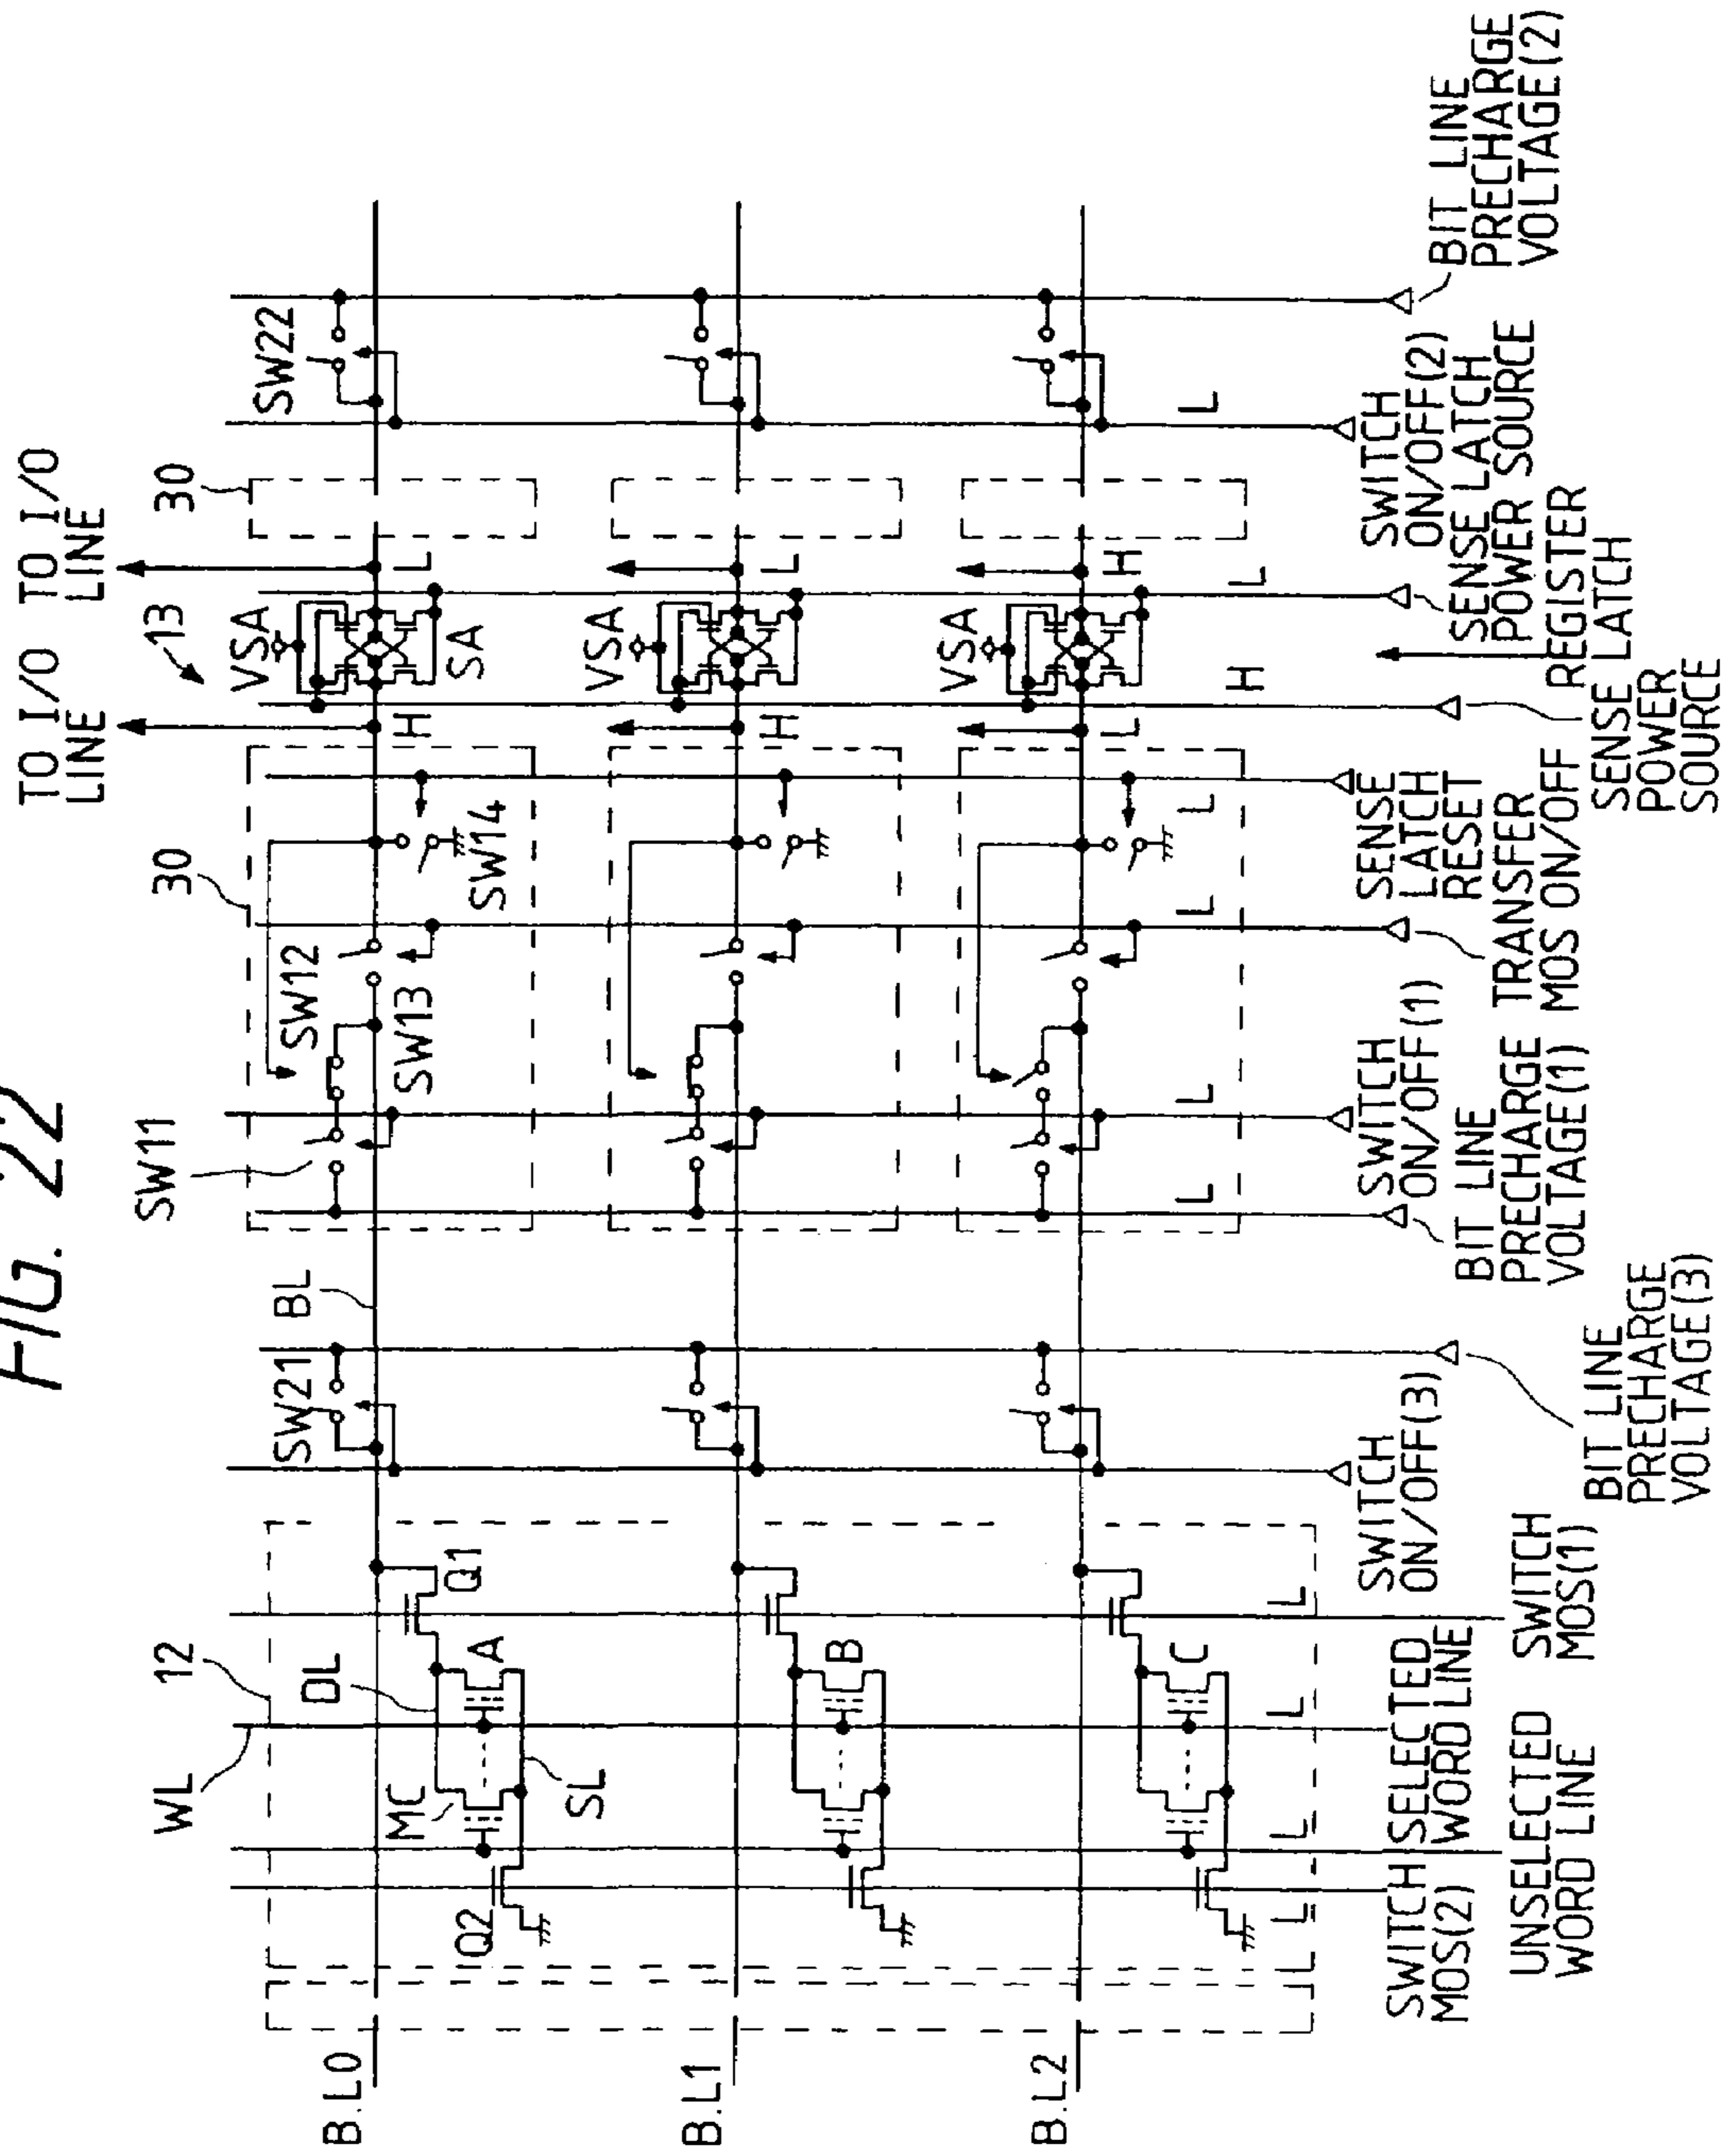 FIG. 22
TO I/O
LINE
TO I/O
LINE
13
SW11
30
30
12
WL
SW21
BL
SW12
SW13
SW14
VSA
SA
SW22
H
L
B.L0
Q2
MC
DL
SL
A
Q1
VSA
H
L
B.L1
B
VSA
L
H
B.L2
C
L
L
L
L
L
L
L
L
H
L
L
SWITCH
MOS(2)
UNSELECTED
WORD LINE
SELECTED
WORD LINE
SWITCH
MOS(1)
SWITCH
ON/OFF(3)
BIT LINE
PRECHARGE
VOLTAGE(3)
BIT LINE
PRECHARGE
VOLTAGE(1)
SWITCH
ON/OFF(1)
TRANSFER
MOS ON/OFF
SENSE
LATCH
RESET
SENSE LATCH
POWER
SOURCE
REGISTER
SENSE LATCH
POWER SOURCE
SWITCH
ON/OFF(2)
BIT LINE
PRECHARGE
VOLTAGE(2)